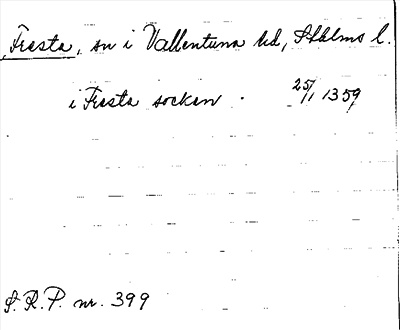 Fresta, sn i Vallentuna hd, Sthlms l.
i Fresta socken. 25/1 1359
S. R. P. nr. 399